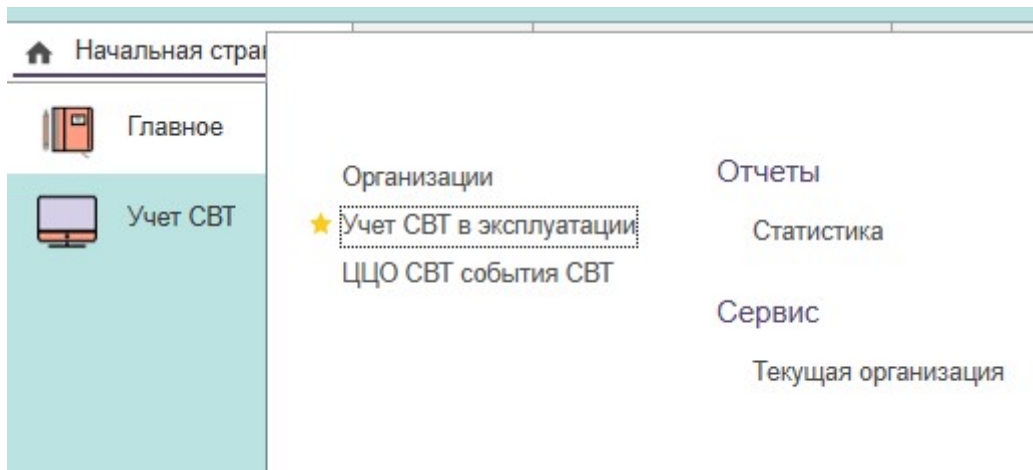 Начальная стра
Главное
Учет СВТ
Организации
Учет СВТ в эксплуатации
ЦЦО СВТ события СВТ
Отчеты
Статистика
Сервис
Текущая организация